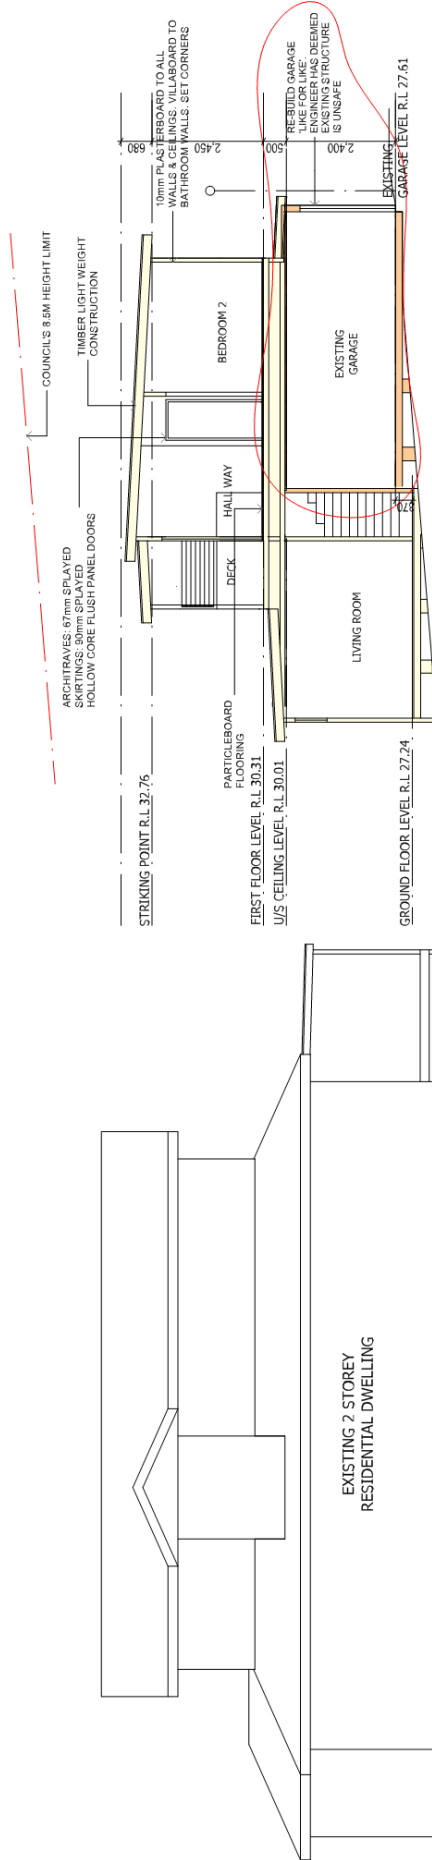 COUNCIL'S 8.5M HEIGHT LIMIT
ARCHITRAVES: 67mm SPLAYED
SKIRTINGS: 90mm SPLAYED
HOLLOW CORE FLUSH PANEL DOORS
TIMBER LIGHT WEIGHT
CONSTRUCTION
10mm PLASTERBOARD TO ALL
WALLS & CEILINGS. VILLABOARD TO
BATHROOM WALLS. SET CORNERS
680
2,450
500
2,400
STRIKING POINT R.L 32.76
PARTICLEBOARD
FLOORING
DECK
HALL WAY
BEDROOM 2
FIRST FLOOR LEVEL R.L 30.31
U/S CEILING LEVEL R.L 30.01
RE-BUILD GARAGE
'LIKE FOR LIKE'.
ENGINEER HAS DEEMED
EXISTING STRUCTURE
IS UNSAFE
LIVING ROOM
EXISTING
GARAGE
370
EXISTING
GARAGE LEVEL R.L 27.61
GROUND FLOOR LEVEL R.L 27.24
EXISTING 2 STOREY
RESIDENTIAL DWELLING